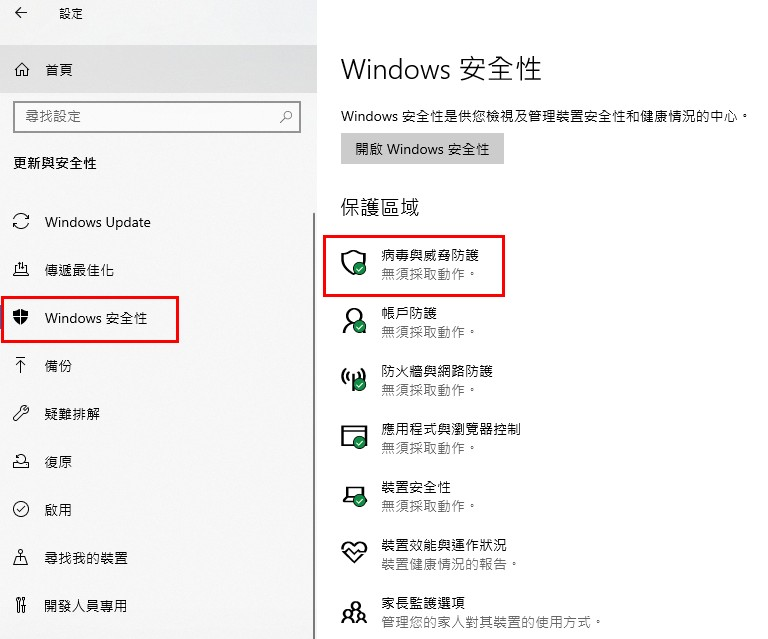 設定
首頁
尋找設定
更新與安全性
Windows Update
傳遞最佳化
Windows 安全性
備份
疑難排解
復原
啟用
尋找我的裝置
開發人員專用
Windows 安全性
Windows 安全性是供您檢視及管理裝置安全性和健康情況的中心。
開啟 Windows 安全性
保護區域
病毒與威脅防護
無須採取動作。
帳戶防護
無須採取動作。
防火牆與網路防護
無須採取動作。
應用程式與瀏覽器控制
無須採取動作。
裝置安全性
無須採取動作。
裝置效能與運作狀況
裝置健康情況的報告。
家長監護選項
管理您的家人對其裝置的使用方式。